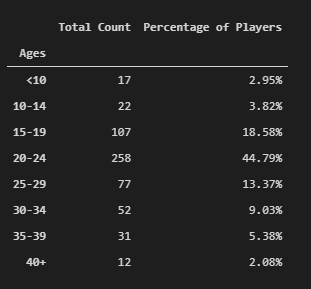 Total Count Percentage of Players
Ages
<10 17 2.95%
10-14 22 3.82%
15-19 107 18.58%
20-24 258 44.79%
25-29 77 13.37%
30-34 52 9.03%
35-39 31 5.38%
40+ 12 2.08%